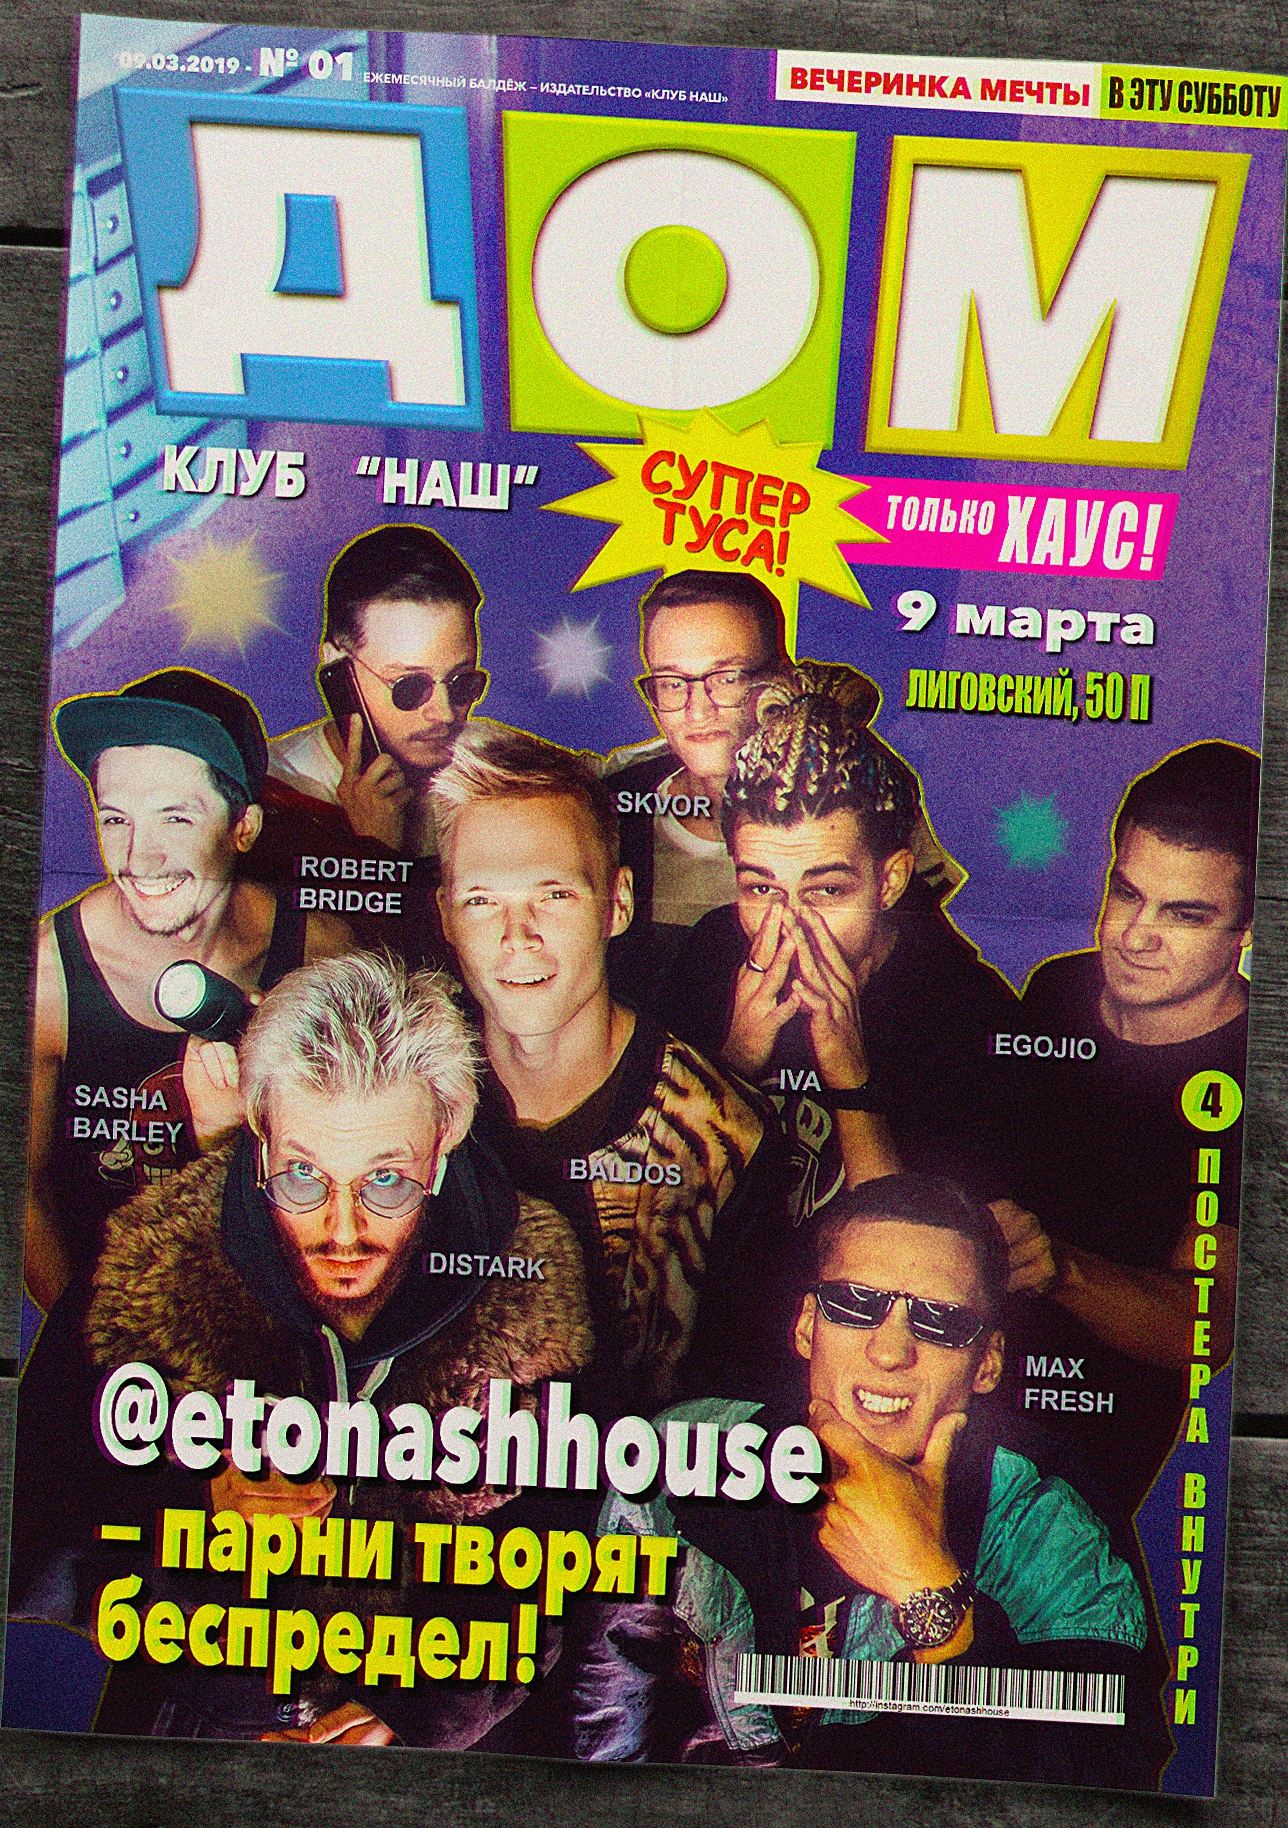 09.03.2019 - № 01
ЕЖЕМЕСЯЧНЫЙ БАЛДЁЖ – ИЗДАТЕЛЬСТВО «КЛУБ НАШ»
ВЕЧЕРИНКА МЕЧТЫ В ЭТУ СУББОТУ
ДОМ
КЛУБ "НАШ"
СУПЕР
ТУСА!
ТОЛЬКО ХАУС!
9 марта
ЛИГОВСКИЙ, 50 П
SKVOR
ROBERT
BRIDGE
EGOJIO
IVA
SASHA
BARLEY
BALDOS
DISTARK
MAX
FRESH
4 ПОСТЕРА ВНУТРИ
@etonashhouse
– парни творят
беспредел!
http://instagram.com/etonashhouse